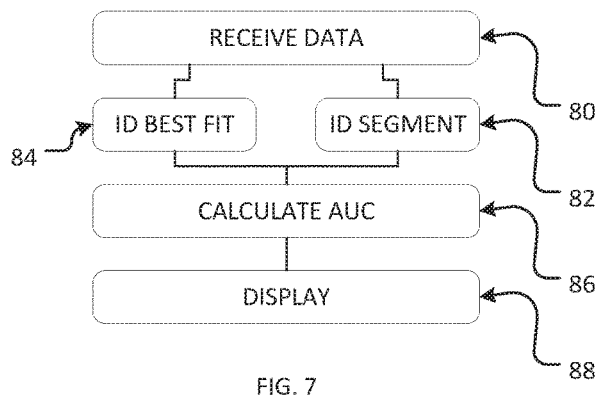 RECEIVE DATA
80
ID BEST FIT
ID SEGMENT
84
82
CALCULATE AUC
86
DISPLAY
88
FIG. 7